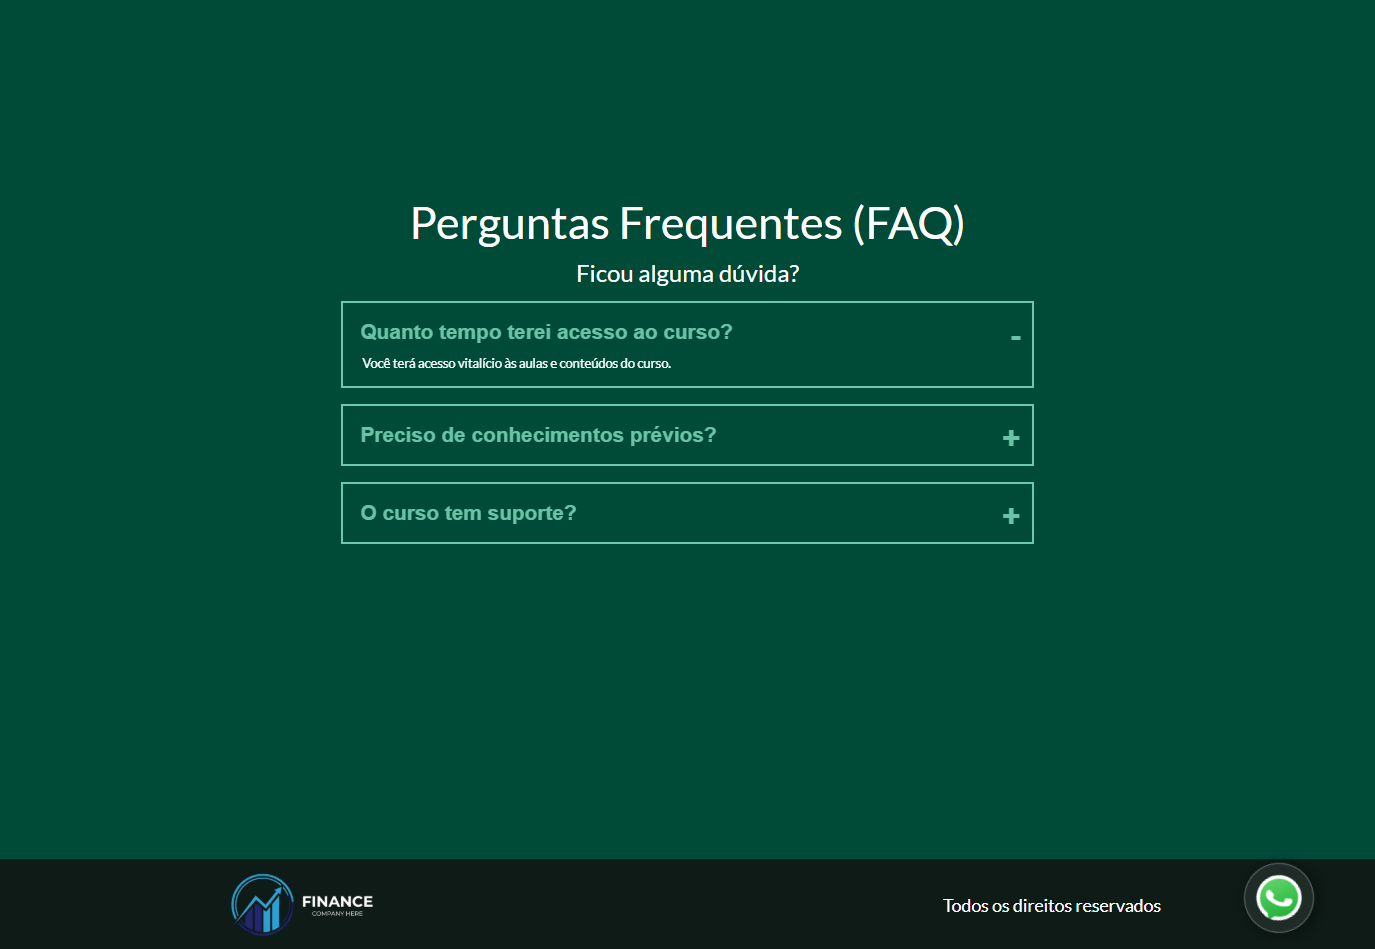 Perguntas Frequentes (FAQ)
Ficou alguma dúvida?
Quanto tempo terei acesso ao curso?
-
Você terá acesso vitalício às aulas e conteúdos do curso.
Preciso de conhecimentos prévios?
+
O curso tem suporte?
+
FINANCE
COMPANY HERE
Todos os direitos reservados